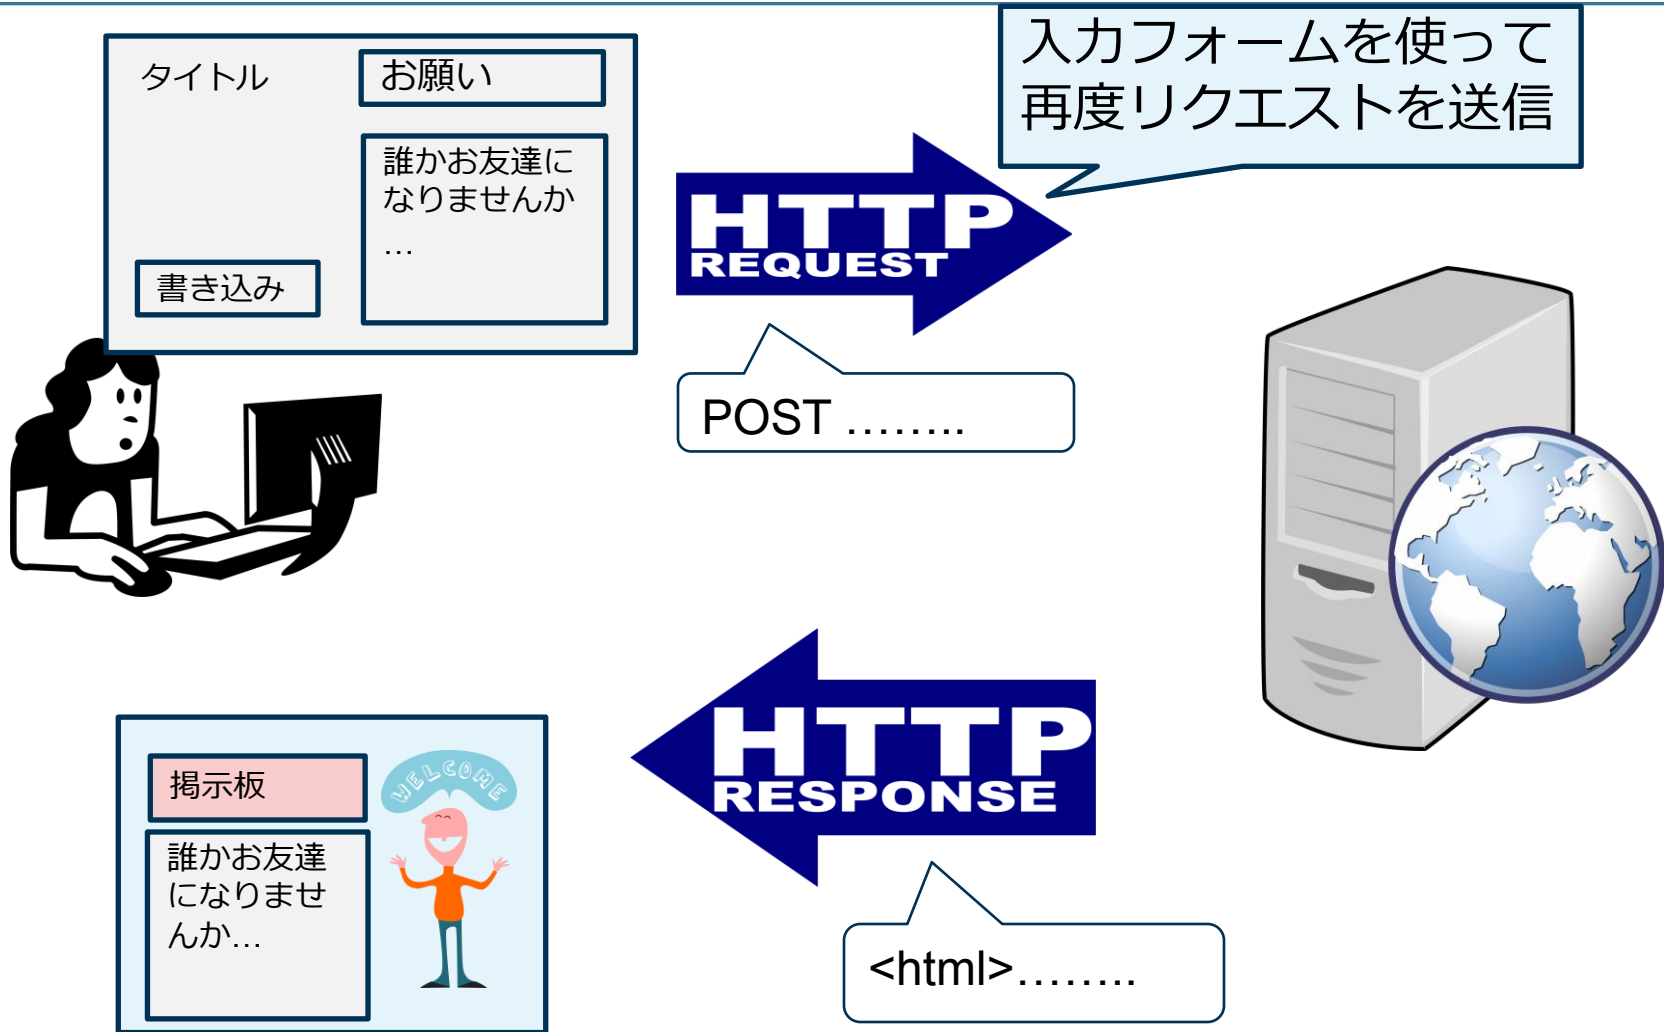 入力フォームを使って
再度リクエストを送信
タイトル
お願い
誰かお友達に
なりませんか
…
書き込み
HTTP
REQUEST
POST ……..
HTTP
RESPONSE
<html>……..
WELCOME
掲示板
誰かお友達
になりませ
んか…